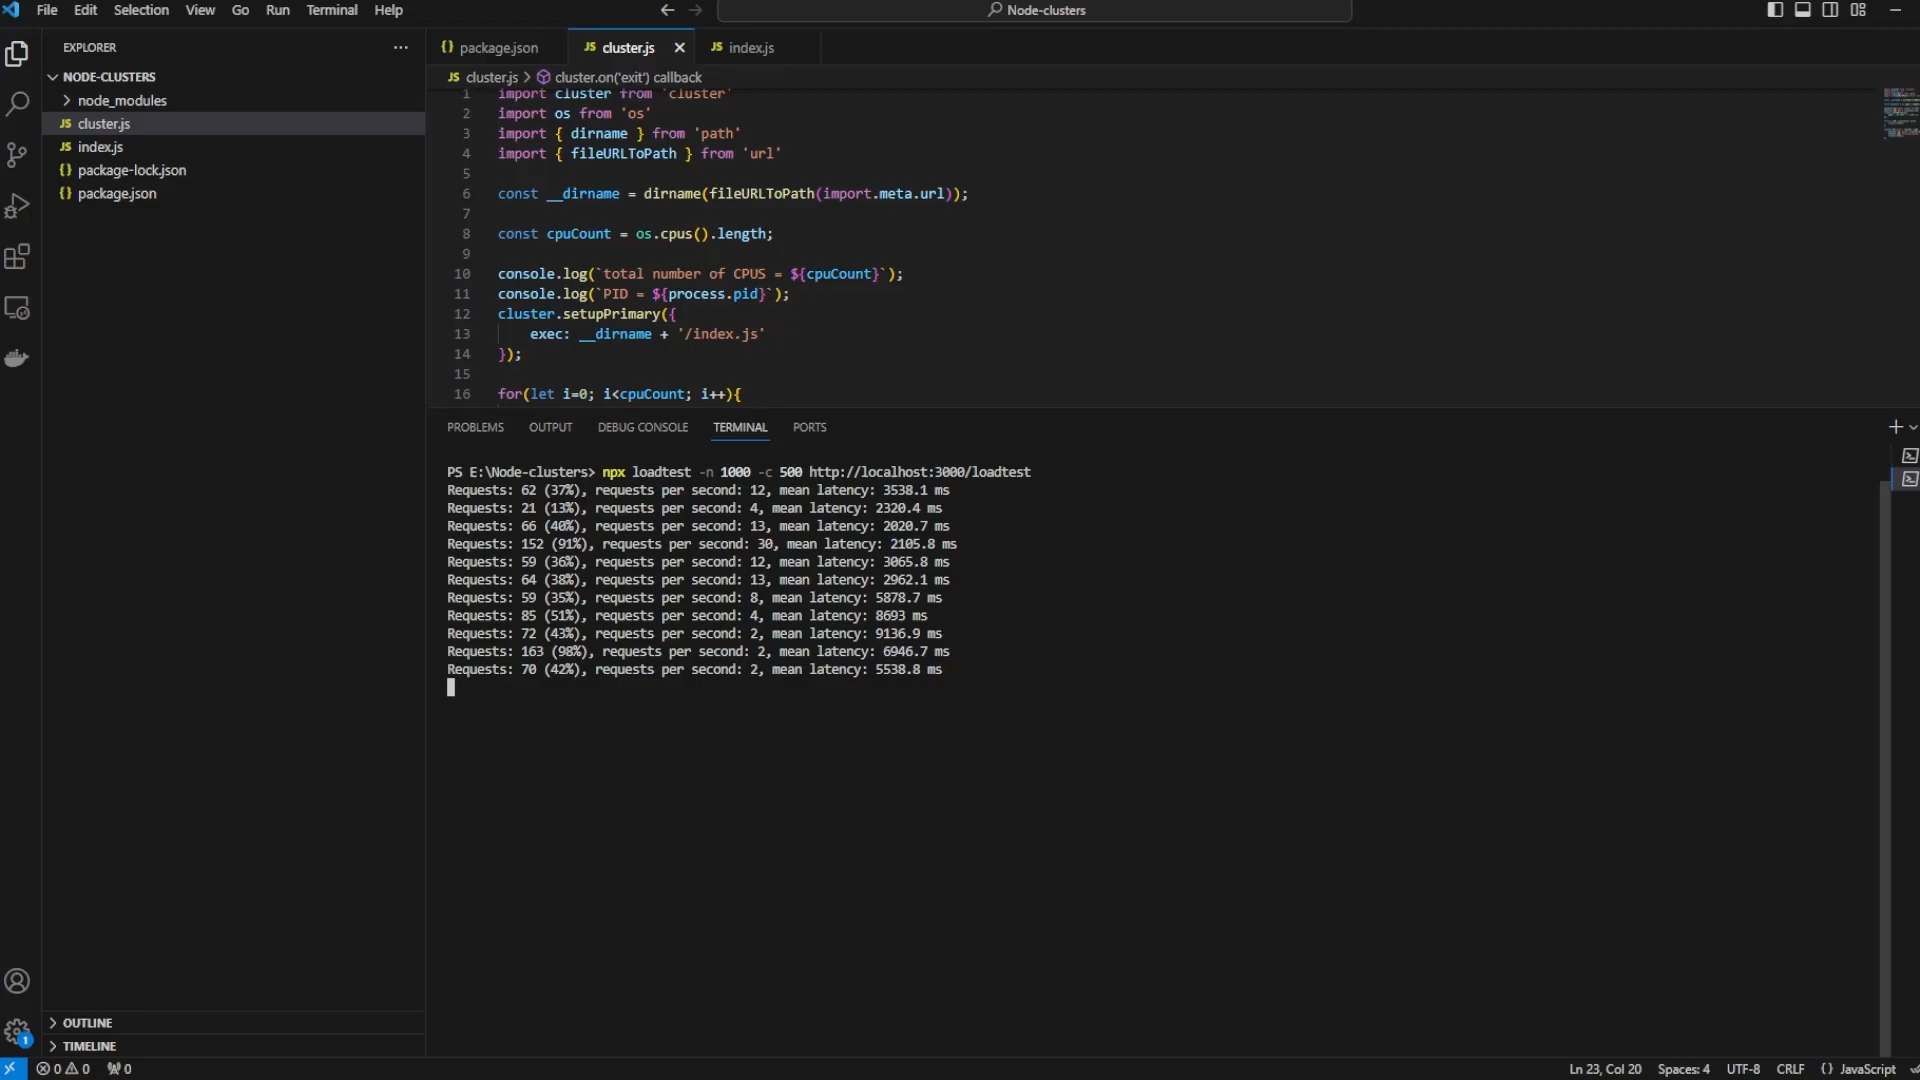 File Edit Selection View Go Run Terminal Help
Node-clusters
EXPLORER
NODE-CLUSTERS
node_modules
JS cluster.js
JS index.js
{} package-lock.json
{} package.json
OUTLINE
TIMELINE
{} package.json JS cluster.js JS index.js
JS cluster.js > cluster.on('exit') callback
1 import cluster from 'cluster'
2 import os from 'os'
3 import { dirname } from 'path'
4 import { fileURLToPath } from 'url'
5
6 const __dirname = dirname(fileURLToPath(import.meta.url));
7
8 const cpuCount = os.cpus().length;
9
10 console.log(`total number of CPUS = ${cpuCount}`);
11 console.log(`PID = ${process.pid}`);
12 cluster.setupPrimary({
13 exec: __dirname + '/index.js'
14 });
15
16 for(let i=0; i<cpuCount; i++){
PROBLEMS OUTPUT DEBUG CONSOLE TERMINAL PORTS
PS E:\Node-clusters> npx loadtest -n 1000 -c 500 http://localhost:3000/loadtest
Requests: 62 (37%), requests per second: 12, mean latency: 3538.1 ms
Requests: 21 (13%), requests per second: 4, mean latency: 2320.4 ms
Requests: 66 (40%), requests per second: 13, mean latency: 2020.7 ms
Requests: 152 (91%), requests per second: 30, mean latency: 2105.8 ms
Requests: 59 (36%), requests per second: 12, mean latency: 3065.8 ms
Requests: 64 (38%), requests per second: 13, mean latency: 2962.1 ms
Requests: 59 (35%), requests per second: 8, mean latency: 5878.7 ms
Requests: 85 (51%), requests per second: 4, mean latency: 8693 ms
Requests: 72 (43%), requests per second: 2, mean latency: 9136.9 ms
Requests: 163 (98%), requests per second: 2, mean latency: 6946.7 ms
Requests: 70 (42%), requests per second: 2, mean latency: 5538.8 ms
1
0 0 0 Ln 23, Col 20 Spaces: 4 UTF-8 CRLF {} JavaScript